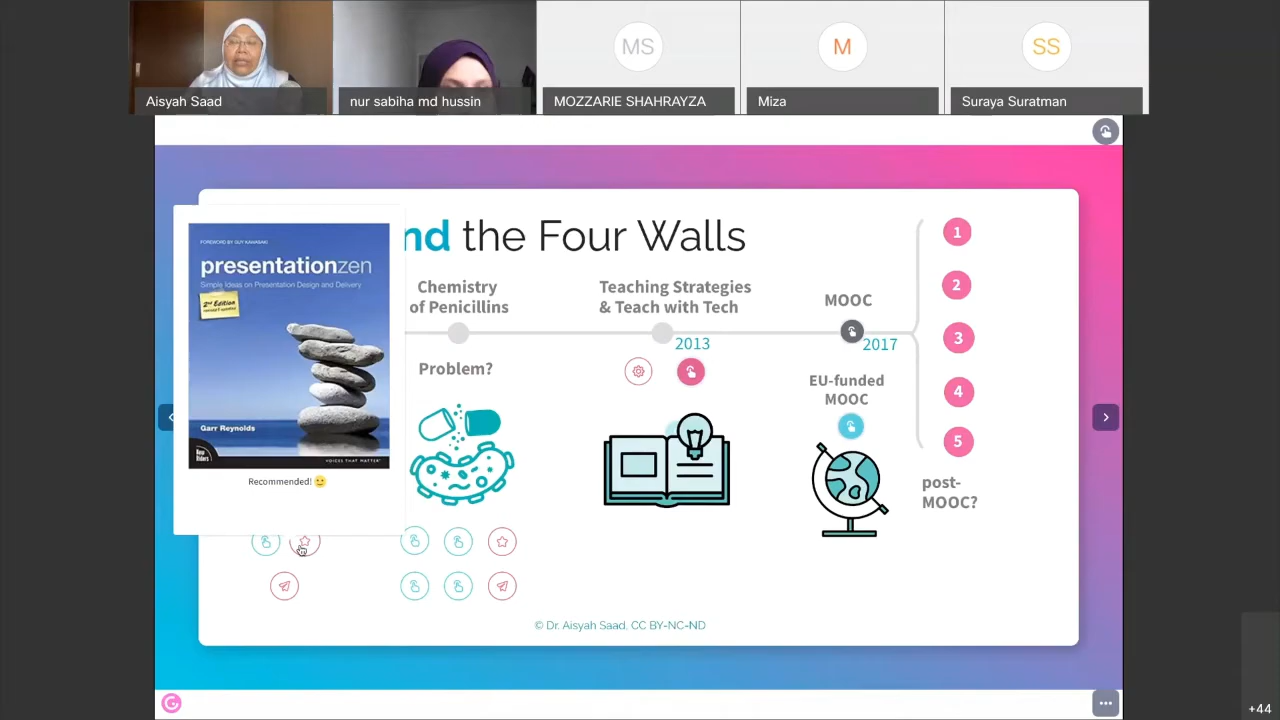 MS
M
SS
Aisyah Saad
nur sabiha md hussin
MOZZARIE SHAHRAYZA
Miza
Suraya Suratman
nd the Four Walls
FOREWORD BY GUY KAWASAKI
presentationzen
Simple Ideas on Presentation Design and Delivery
2nd Edition
Garr Reynolds
New Riders
VOICES THAT MATTER
Recommended!
Chemistry
of Penicillins
Problem?
Teaching Strategies
& Teach with Tech
2013
MOOC
2017
EU-funded
MOOC
1
2
3
4
5
post-
MOOC?
© Dr. Aisyah Saad, CC BY-NC-ND
+44